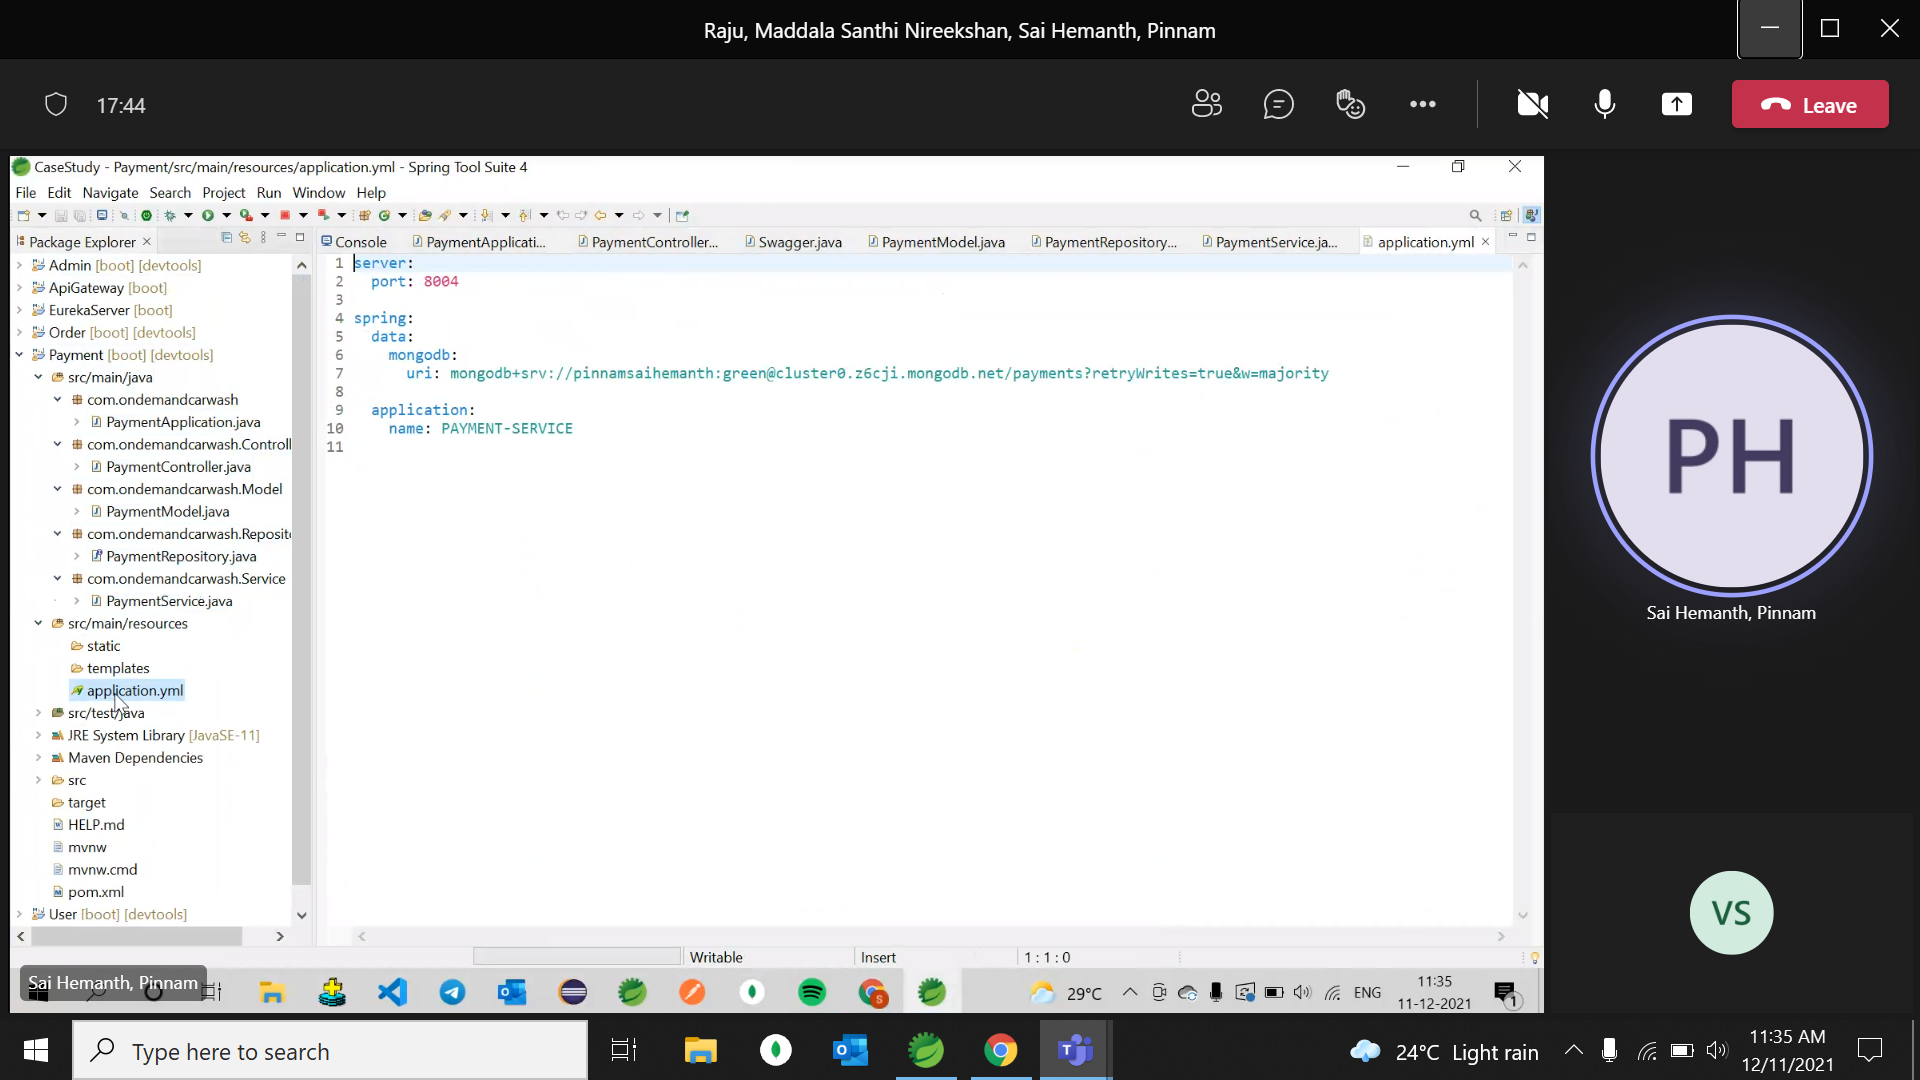 Raju, Maddala Santhi Nireekshan, Sai Hemanth, Pinnam
17:44
Leave
CaseStudy - Payment/src/main/resources/application.yml - Spring Tool Suite 4
File Edit Navigate Search Project Run Window Help
Package Explorer
Console PaymentApplicati... PaymentController... Swagger.java PaymentModel.java PaymentRepository... PaymentService.ja... application.yml
Admin [boot] [devtools]
ApiGateway [boot]
EurekaServer [boot]
Order [boot] [devtools]
Payment [boot] [devtools]
src/main/java
com.ondemandcarwash
PaymentApplication.java
com.ondemandcarwash.Controll
PaymentController.java
com.ondemandcarwash.Model
PaymentModel.java
com.ondemandcarwash.Reposito
PaymentRepository.java
com.ondemandcarwash.Service
PaymentService.java
src/main/resources
static
templates
application.yml
src/test/java
JRE System Library [JavaSE-11]
Maven Dependencies
src
target
HELP.md
mvnw
mvnw.cmd
pom.xml
User [boot] [devtools]
1 server:
2 port: 8004
3
4 spring:
5 data:
6 mongodb:
7 uri: mongodb+srv://pinnamsaihemanth:green@cluster0.z6cji.mongodb.net/payments?retryWrites=true&w=majority
8
9 application:
10 name: PAYMENT-SERVICE
11
Writable Insert 1 : 1 : 0
Sai Hemanth, Pinnam
29°C ENG 11:35
11-12-2021
1
PH
Sai Hemanth, Pinnam
VS
Type here to search
24°C Light rain 11:35 AM
12/11/2021